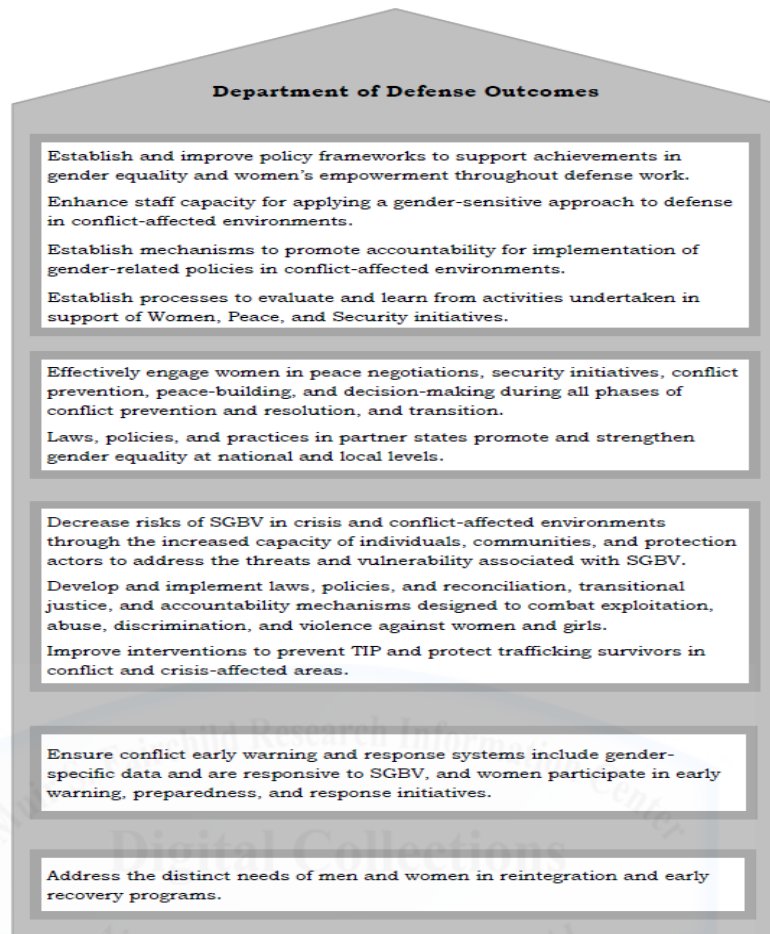 Department of Defense Outcomes
Establish and improve policy frameworks to support achievements in
gender equality and women's empowerment throughout defense work.
Enhance staff capacity for applying a gender-sensitive approach to defense
in conflict-affected environments.
Establish mechanisms to promote accountability for implementation of
gender-related policies in conflict-affected environments.
Establish processes to evaluate and learn from activities undertaken in
support of Women, Peace, and Security initiatives.
Effectively engage women in peace negotiations, security initiatives, conflict
prevention, peace-building, and decision-making during all phases of
conflict prevention and resolution, and transition.
Laws, policies, and practices in partner states promote and strengthen
gender equality at national and local levels.
Decrease risks of SGBV in crisis and conflict-affected environments
through the increased capacity of individuals, communities, and protection
actors to address the threats and vulnerability associated with SGBV.
Develop and implement laws, policies, and reconciliation, transitional
justice, and accountability mechanisms designed to combat exploitation,
abuse, discrimination, and violence against women and girls.
Improve interventions to prevent TIP and protect trafficking survivors in
conflict and crisis-affected areas.
Fairchild Research Information Center
Ensure conflict early warning and response systems include gender-
specific data and are responsive to SGBV, and women participate in early
warning, preparedness, and response initiatives.
Digital Collections
Address the distinct needs of men and women in reintegration and early
recovery programs.